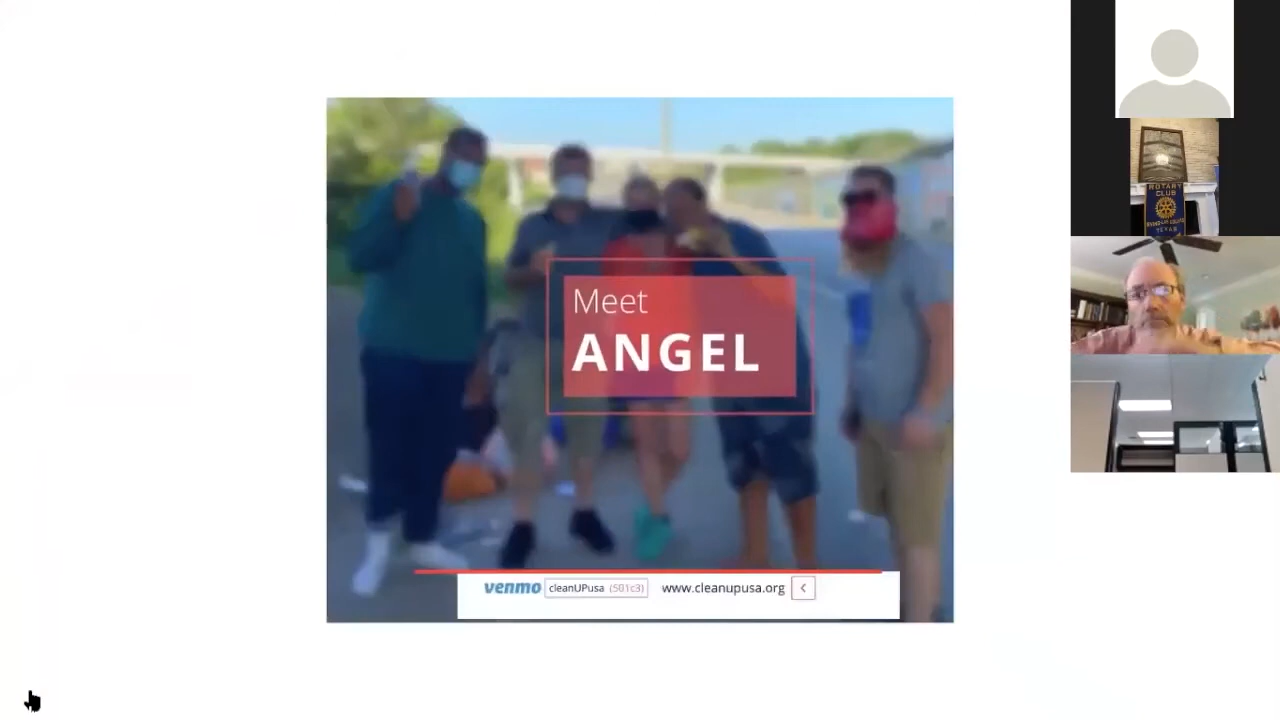 Meet
ANGEL
venmo cleanUPusa (501c3) www.cleanupusa.org
ROTARY
CLUB
TEXAS